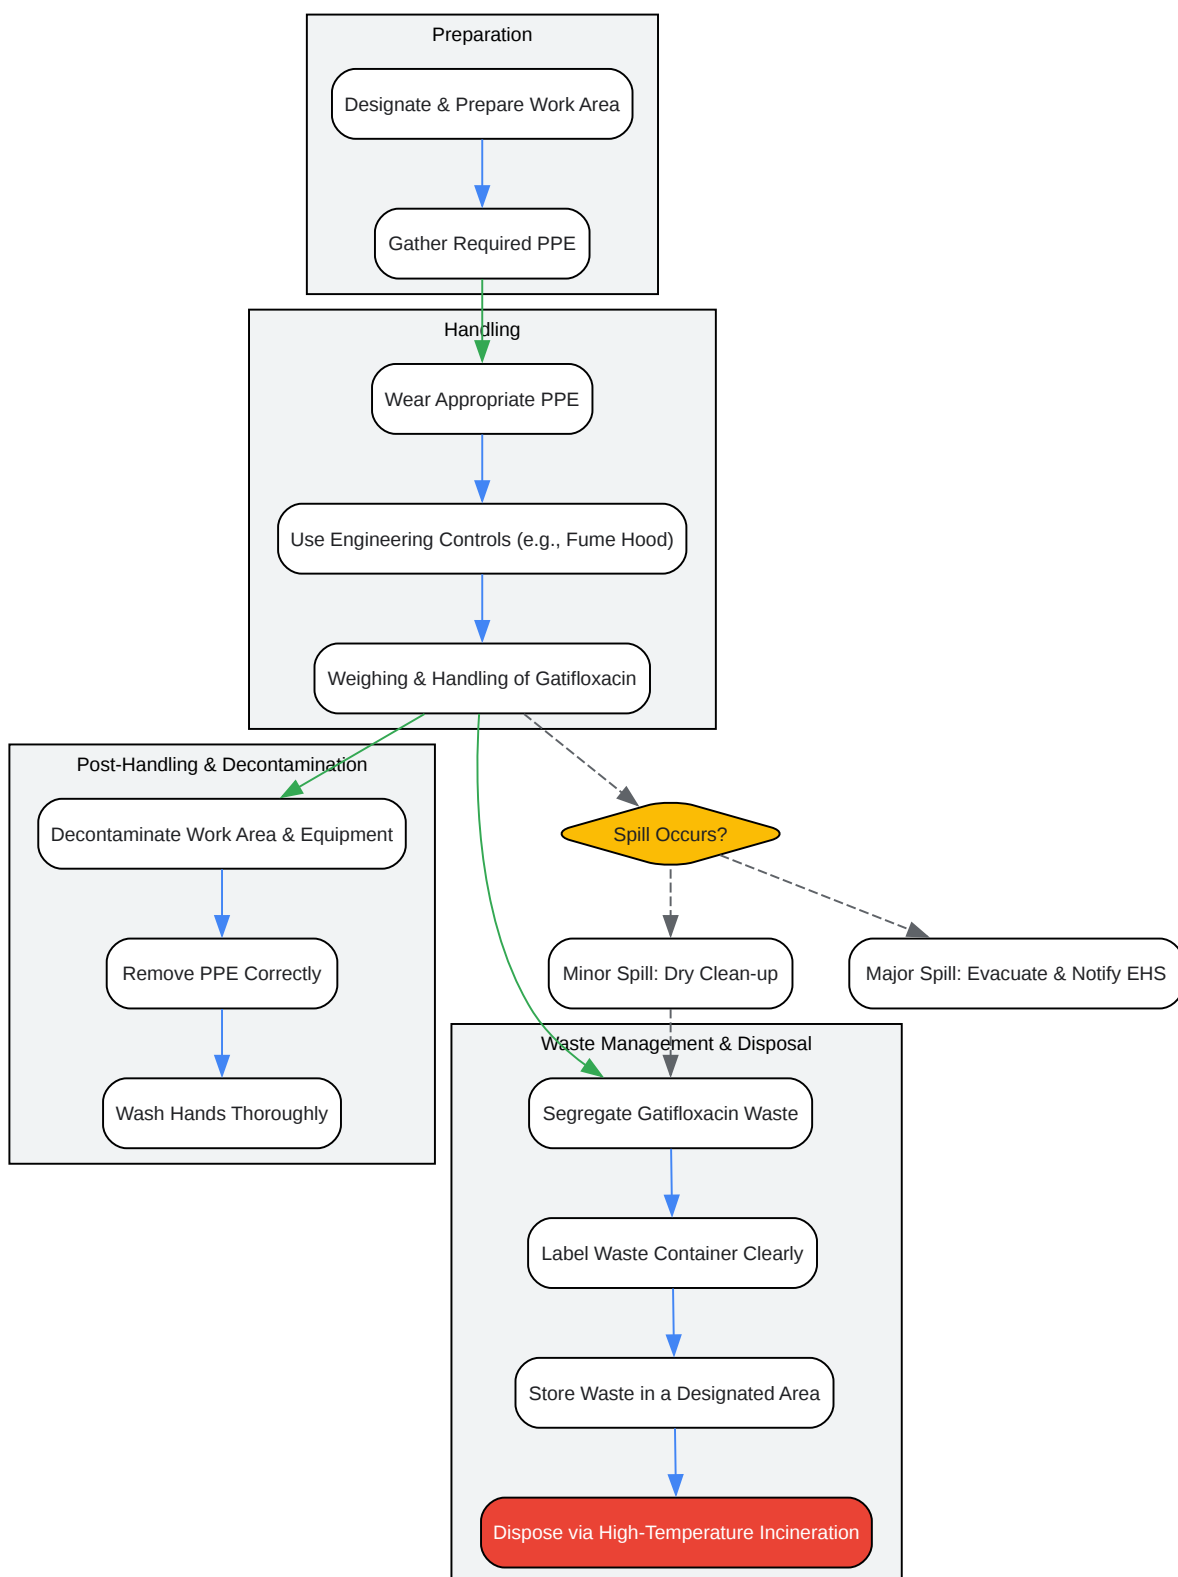 Preparation
Designate & Prepare Work Area
Gather Required PPE
Handling
Wear Appropriate PPE
Use Engineering Controls (e.g., Fume Hood)
Weighing & Handling of Gatifloxacin
Post-Handling & Decontamination
Decontaminate Work Area & Equipment
Remove PPE Correctly
Wash Hands Thoroughly
Spill Occurs?
Minor Spill: Dry Clean-up
Major Spill: Evacuate & Notify EHS
Waste Management & Disposal
Segregate Gatifloxacin Waste
Label Waste Container Clearly
Store Waste in a Designated Area
Dispose via High-Temperature Incineration